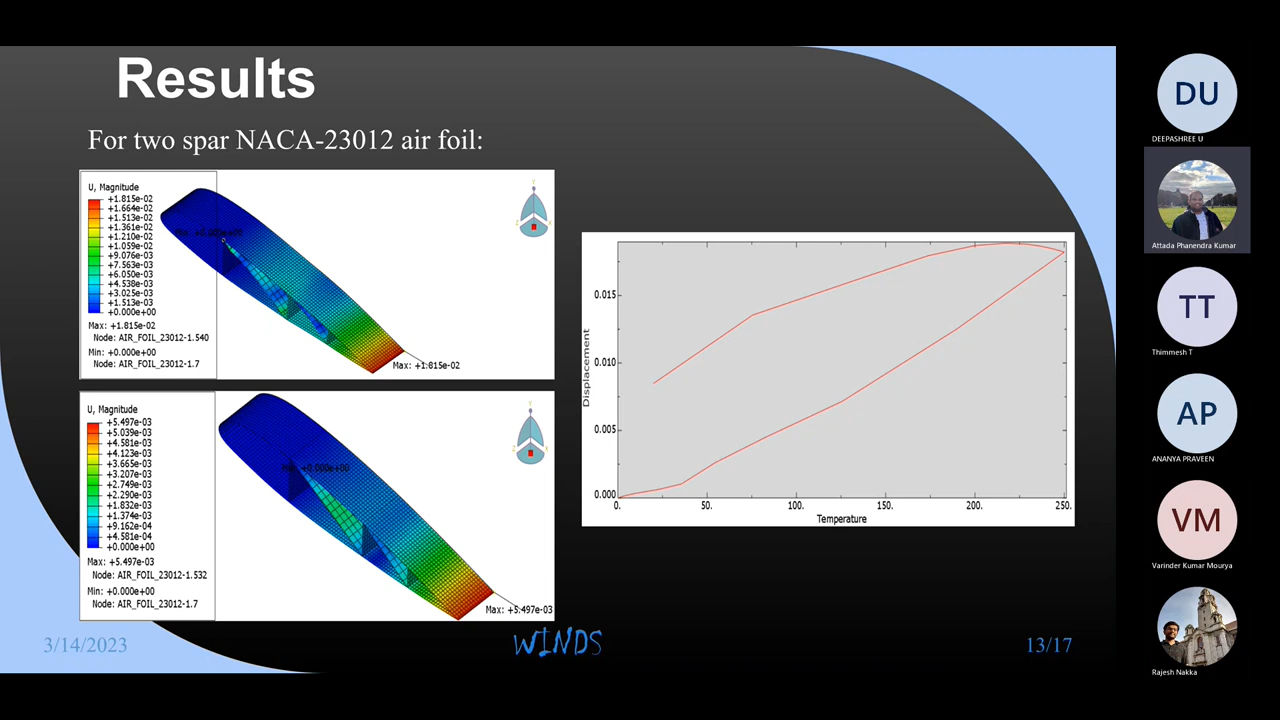 Results
For two spar NACA-23012 air foil:
U, Magnitude
+1.815e-02
+1.664e-02
+1.513e-02
+1.361e-02
+1.210e-02
+1.059e-02
+9.076e-03
+7.563e-03
+6.050e-03
+4.538e-03
+3.025e-03
+1.513e-03
+0.000e+00
Max: +1.815e-02
Node: AIR_FOIL_23012-1.540
Min: +0.000e+00
Node: AIR_FOIL_23012-1.7
Min: +0.000e+00
Max: +1.815e-02
Y
Z X
U, Magnitude
+5.497e-03
+5.039e-03
+4.581e-03
+4.123e-03
+3.665e-03
+3.207e-03
+2.749e-03
+2.290e-03
+1.832e-03
+1.374e-03
+9.162e-04
+4.581e-04
+0.000e+00
Max: +5.497e-03
Node: AIR_FOIL_23012-1.532
Min: +0.000e+00
Node: AIR_FOIL_23012-1.7
Min: +0.000e+00
Max: +5.497e-03
Y
Z X
Displacement
0.015
0.010
0.005
0.000
0. 50. 100. 150. 200. 250.
Temperature
3/14/2023
WINDS
13/17
DU
DEEPASHREE U
Attada Phanendra Kumar
TT
Thimmesh T
AP
ANANYA PRAVEEN
VM
Varinder Kumar Mourya
Rajesh Nakka